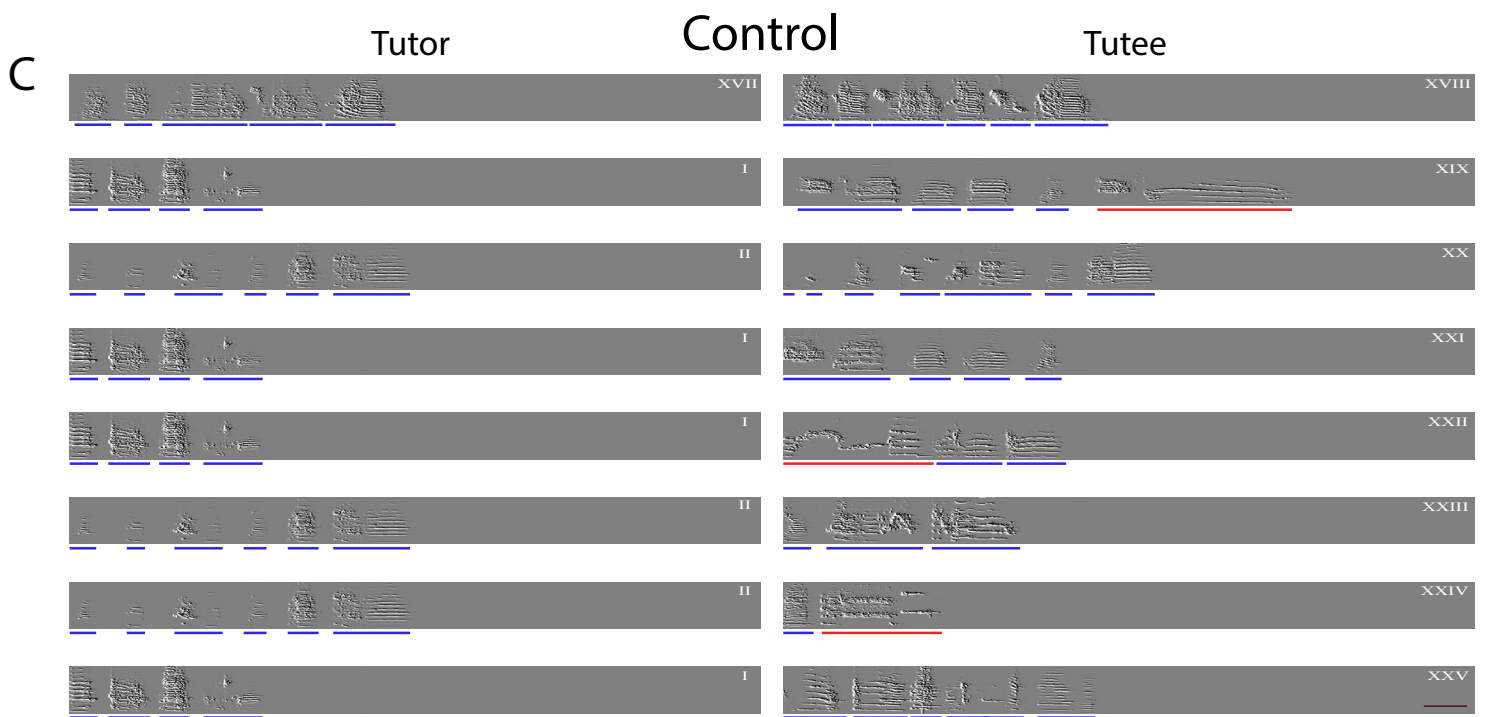 Control
Tutor Tutee
C
XVII XVIII
I XIX
II XX
I XXI
I XXII
II XXIII
II XXIV
I XXV